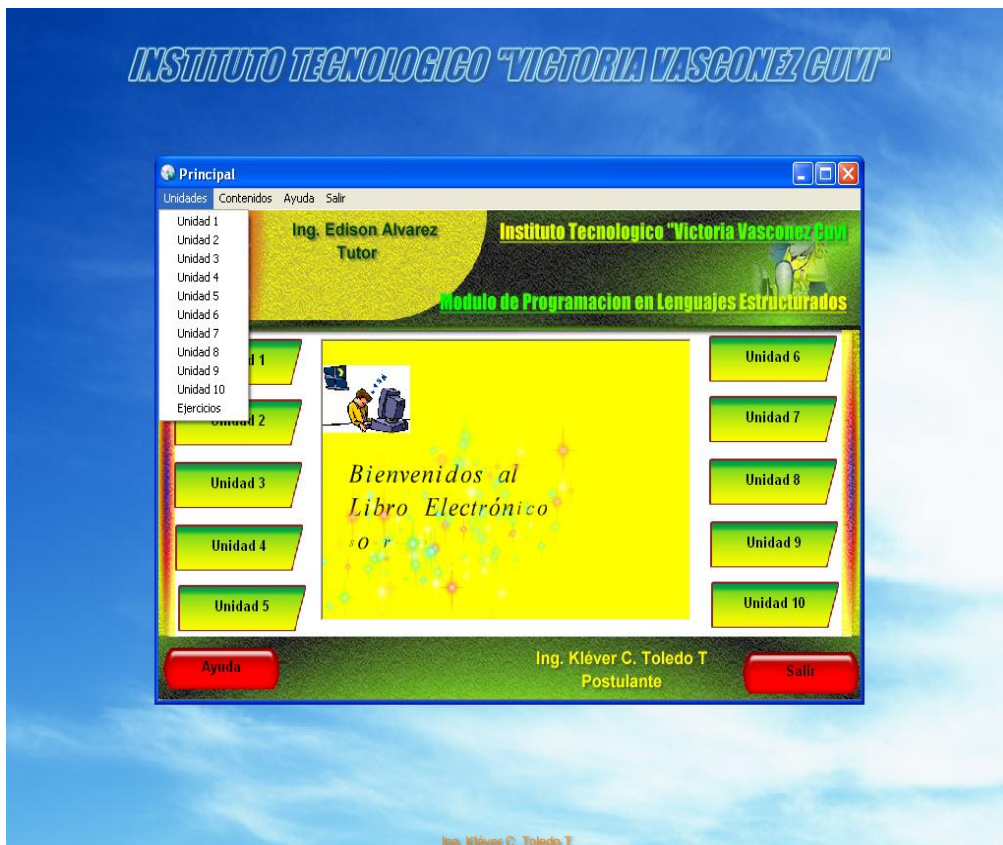 INSTITUTO TECNOLOGICO "VICTORIA VASCONEZ CUVI"
Principal
Unidades Contenidos Ayuda Salir
Unidad 1
Unidad 2
Unidad 3
Unidad 4
Unidad 5
Unidad 6
Unidad 7
Unidad 8
Unidad 9
Unidad 10
Ejercicios
Ing. Edison Alvarez
Tutor
Instituto Tecnologico "Victoria Vasconez Cuvi
Modulo de Programacion en Lenguajes Estructurados
d 1
Unidad 2
Unidad 3
Unidad 4
Unidad 5
Bienvenidos al
Libro Electrónico
Unidad 6
Unidad 7
Unidad 8
Unidad 9
Unidad 10
Ayuda
Ing. Kléver C. Toledo T
Postulante
Salir
Ing. Kléver C. Toledo T